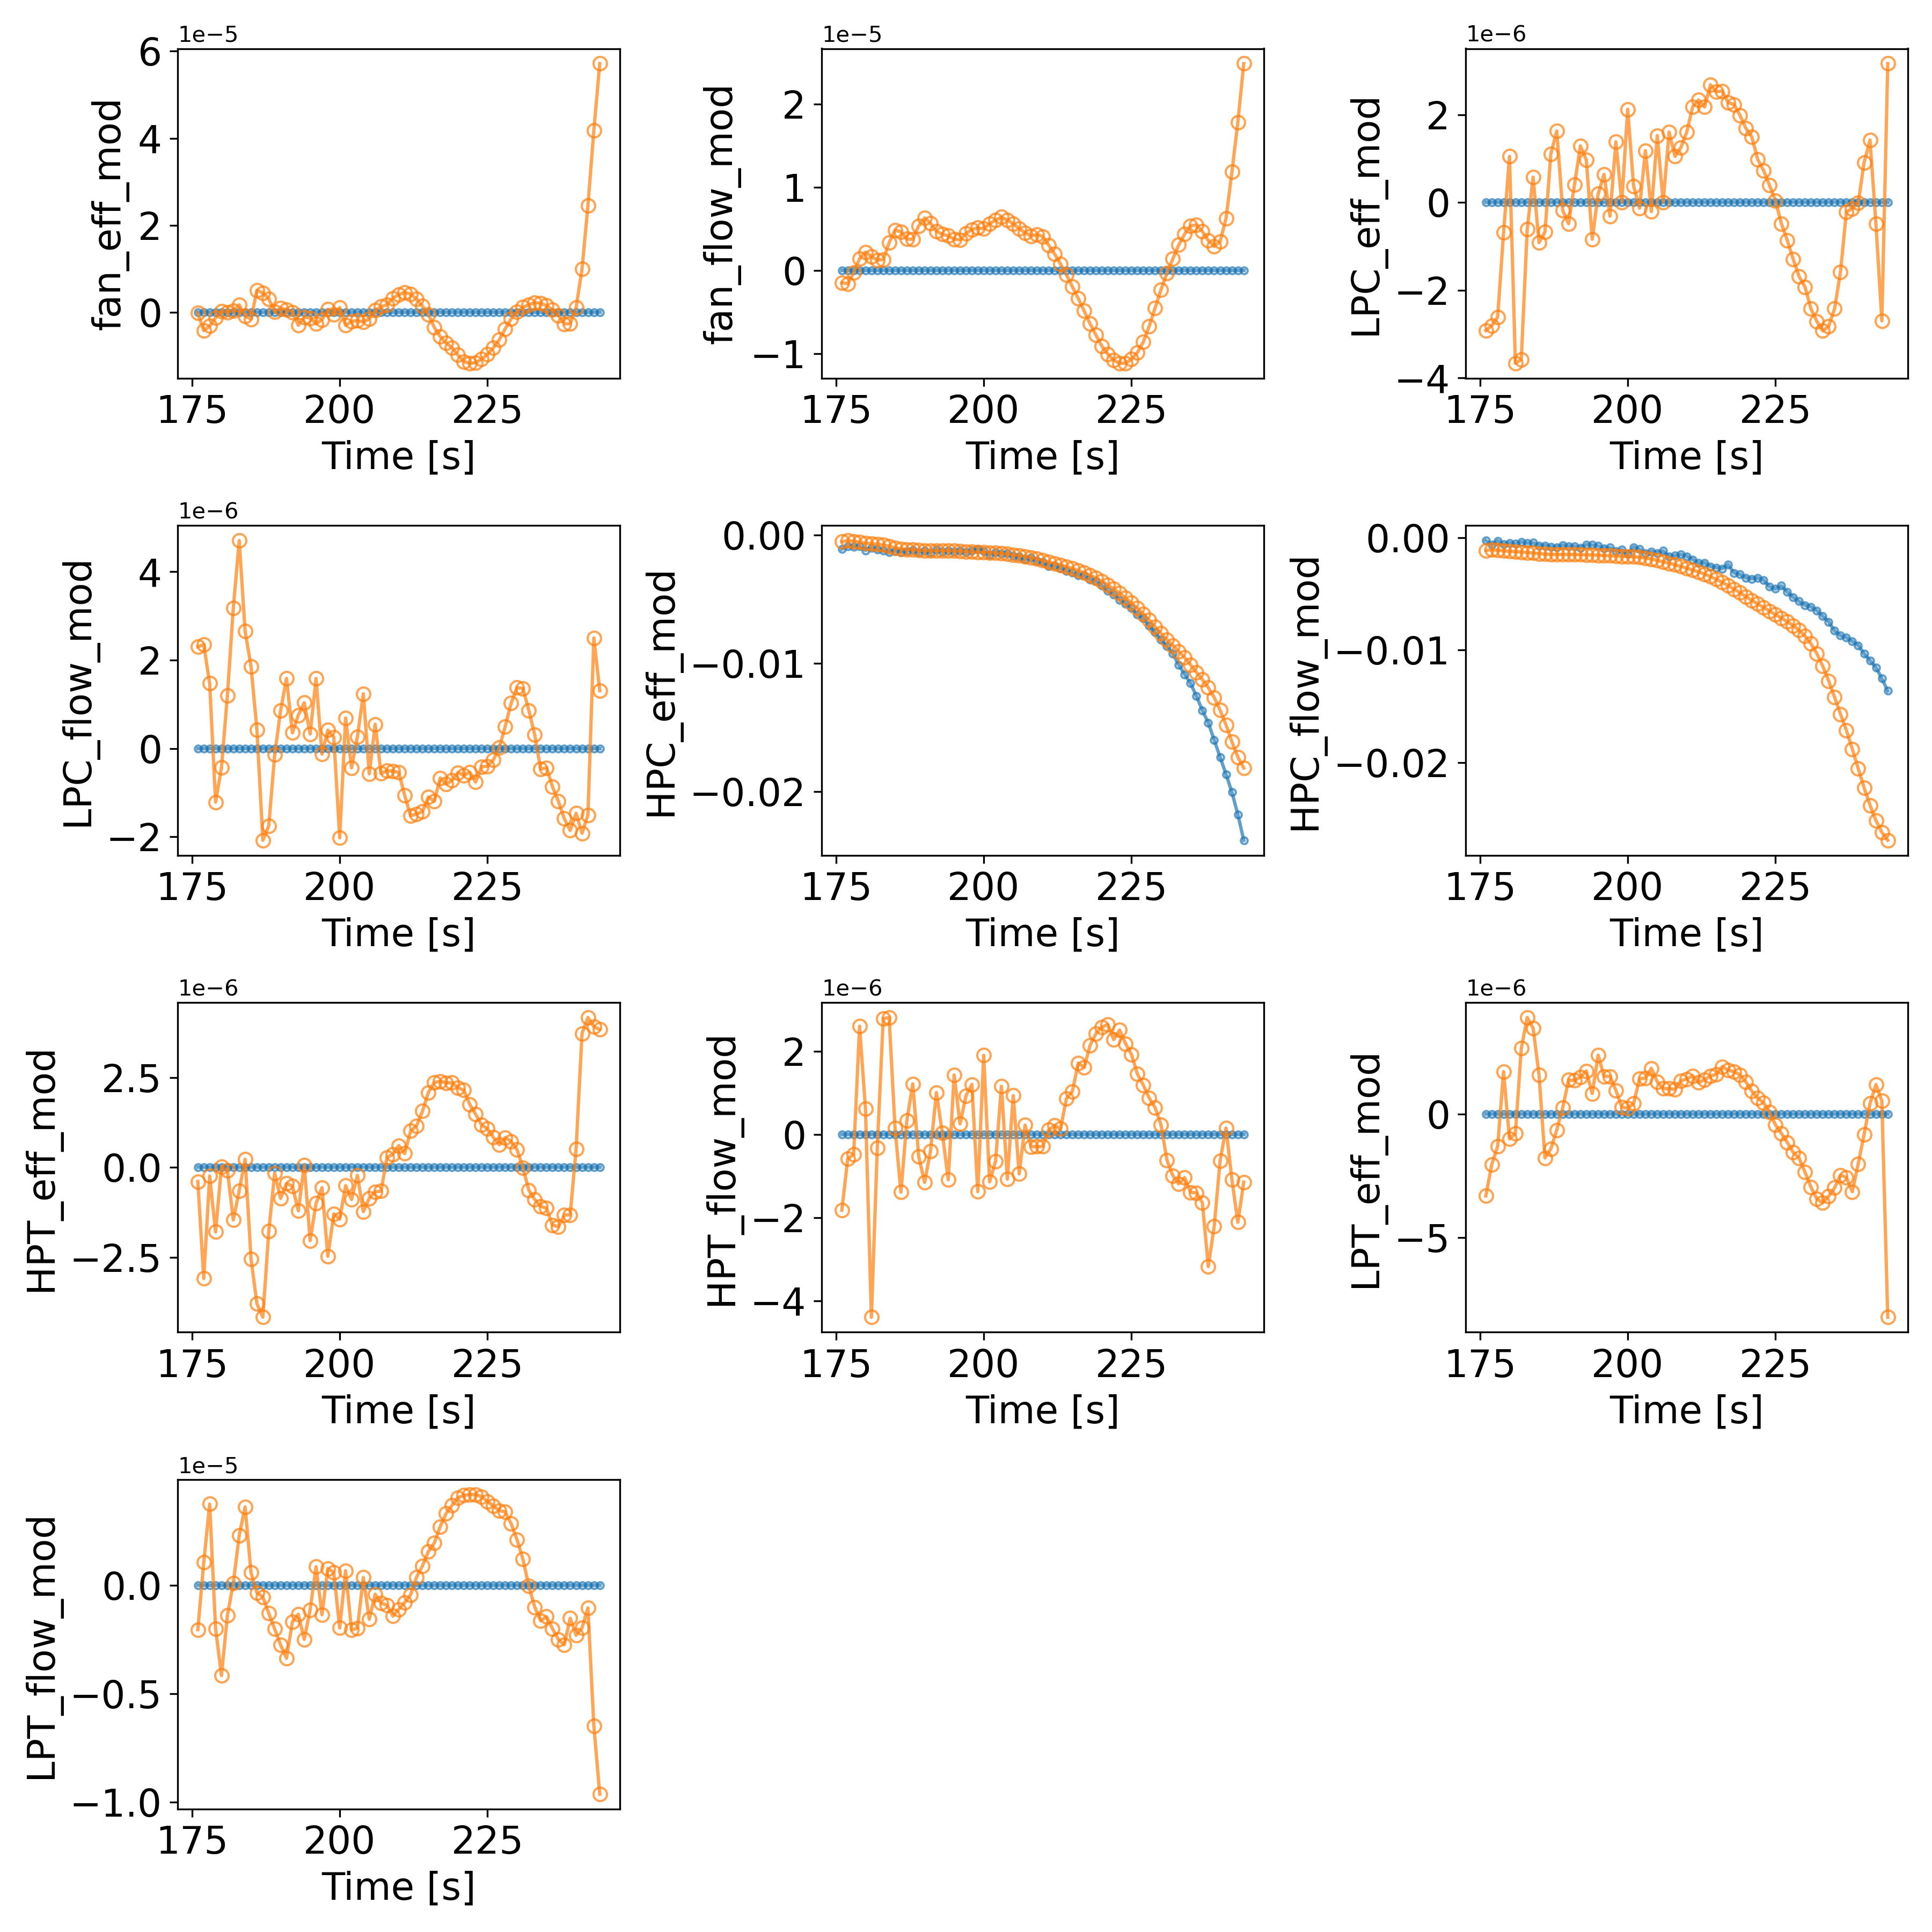 1e−5
6
4
2
0
fan_eff_mod
175 200 225
Time [s]
1e−5
2
1
0
−1
fan_flow_mod
175 200 225
Time [s]
1e−6
2
0
−2
−4
LPC_eff_mod
175 200 225
Time [s]
1e−6
4
2
0
−2
LPC_flow_mod
175 200 225
Time [s]
0.00
−0.01
−0.02
HPC_eff_mod
175 200 225
Time [s]
0.00
−0.01
−0.02
HPC_flow_mod
175 200 225
Time [s]
1e−6
2.5
0.0
−2.5
HPT_eff_mod
175 200 225
Time [s]
1e−6
2
0
−2
−4
HPT_flow_mod
175 200 225
Time [s]
1e−6
0
−5
LPT_eff_mod
175 200 225
Time [s]
1e−5
0.0
−0.5
−1.0
LPT_flow_mod
175 200 225
Time [s]